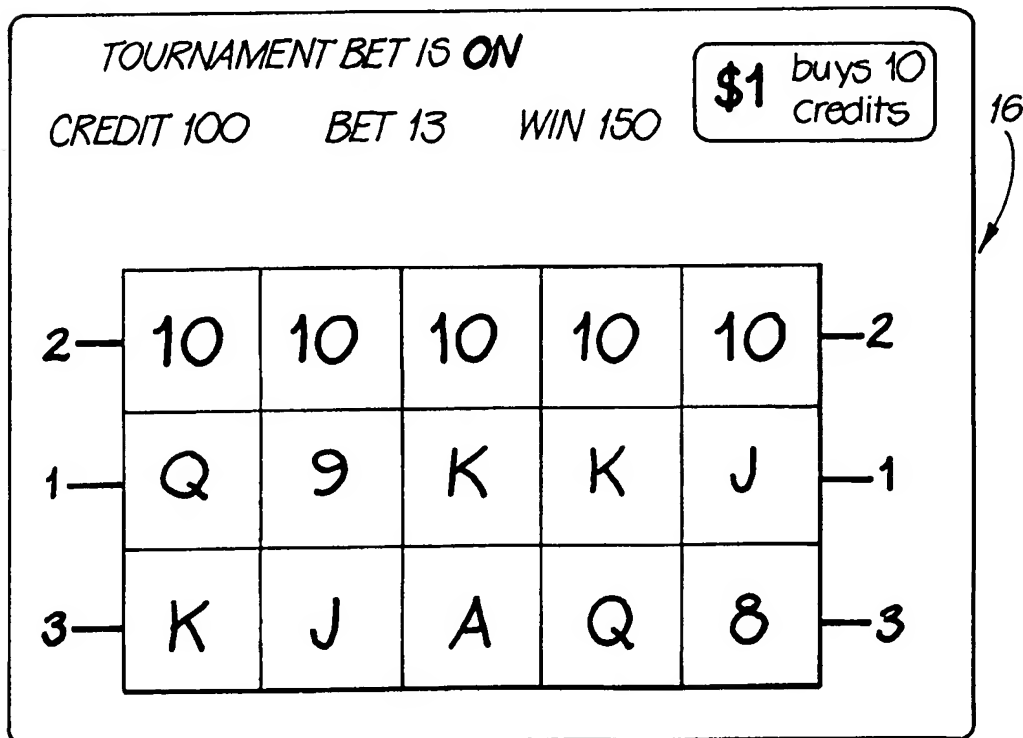 TOURNAMENT BET IS ON
$1 buys 10
credits
CREDIT 100 BET 13 WIN 150
16
2 10 10 10 10 10 2
1 Q 9 K K J 1
3 K J A Q 8 3